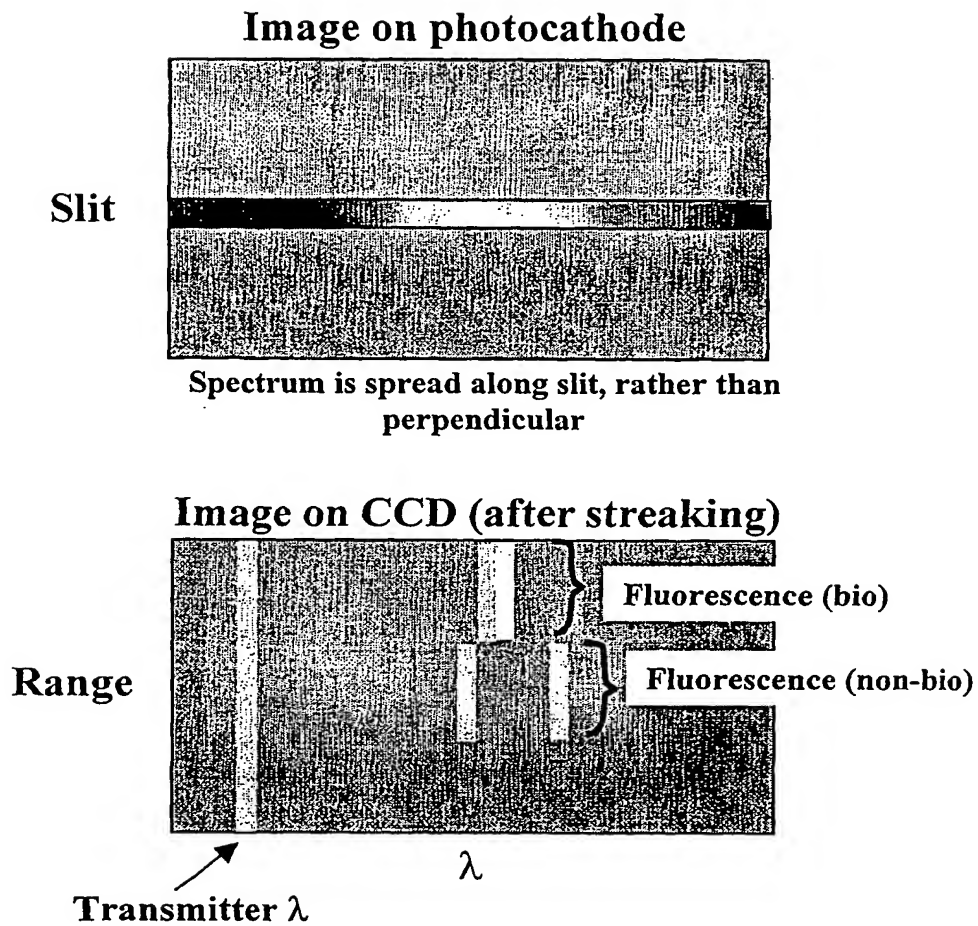 Image on photocathode
Slit
Spectrum is spread along slit, rather than
perpendicular
Image on CCD (after streaking)
Fluorescence (bio)
Range
Fluorescence (non-bio)
λ
Transmitter λ